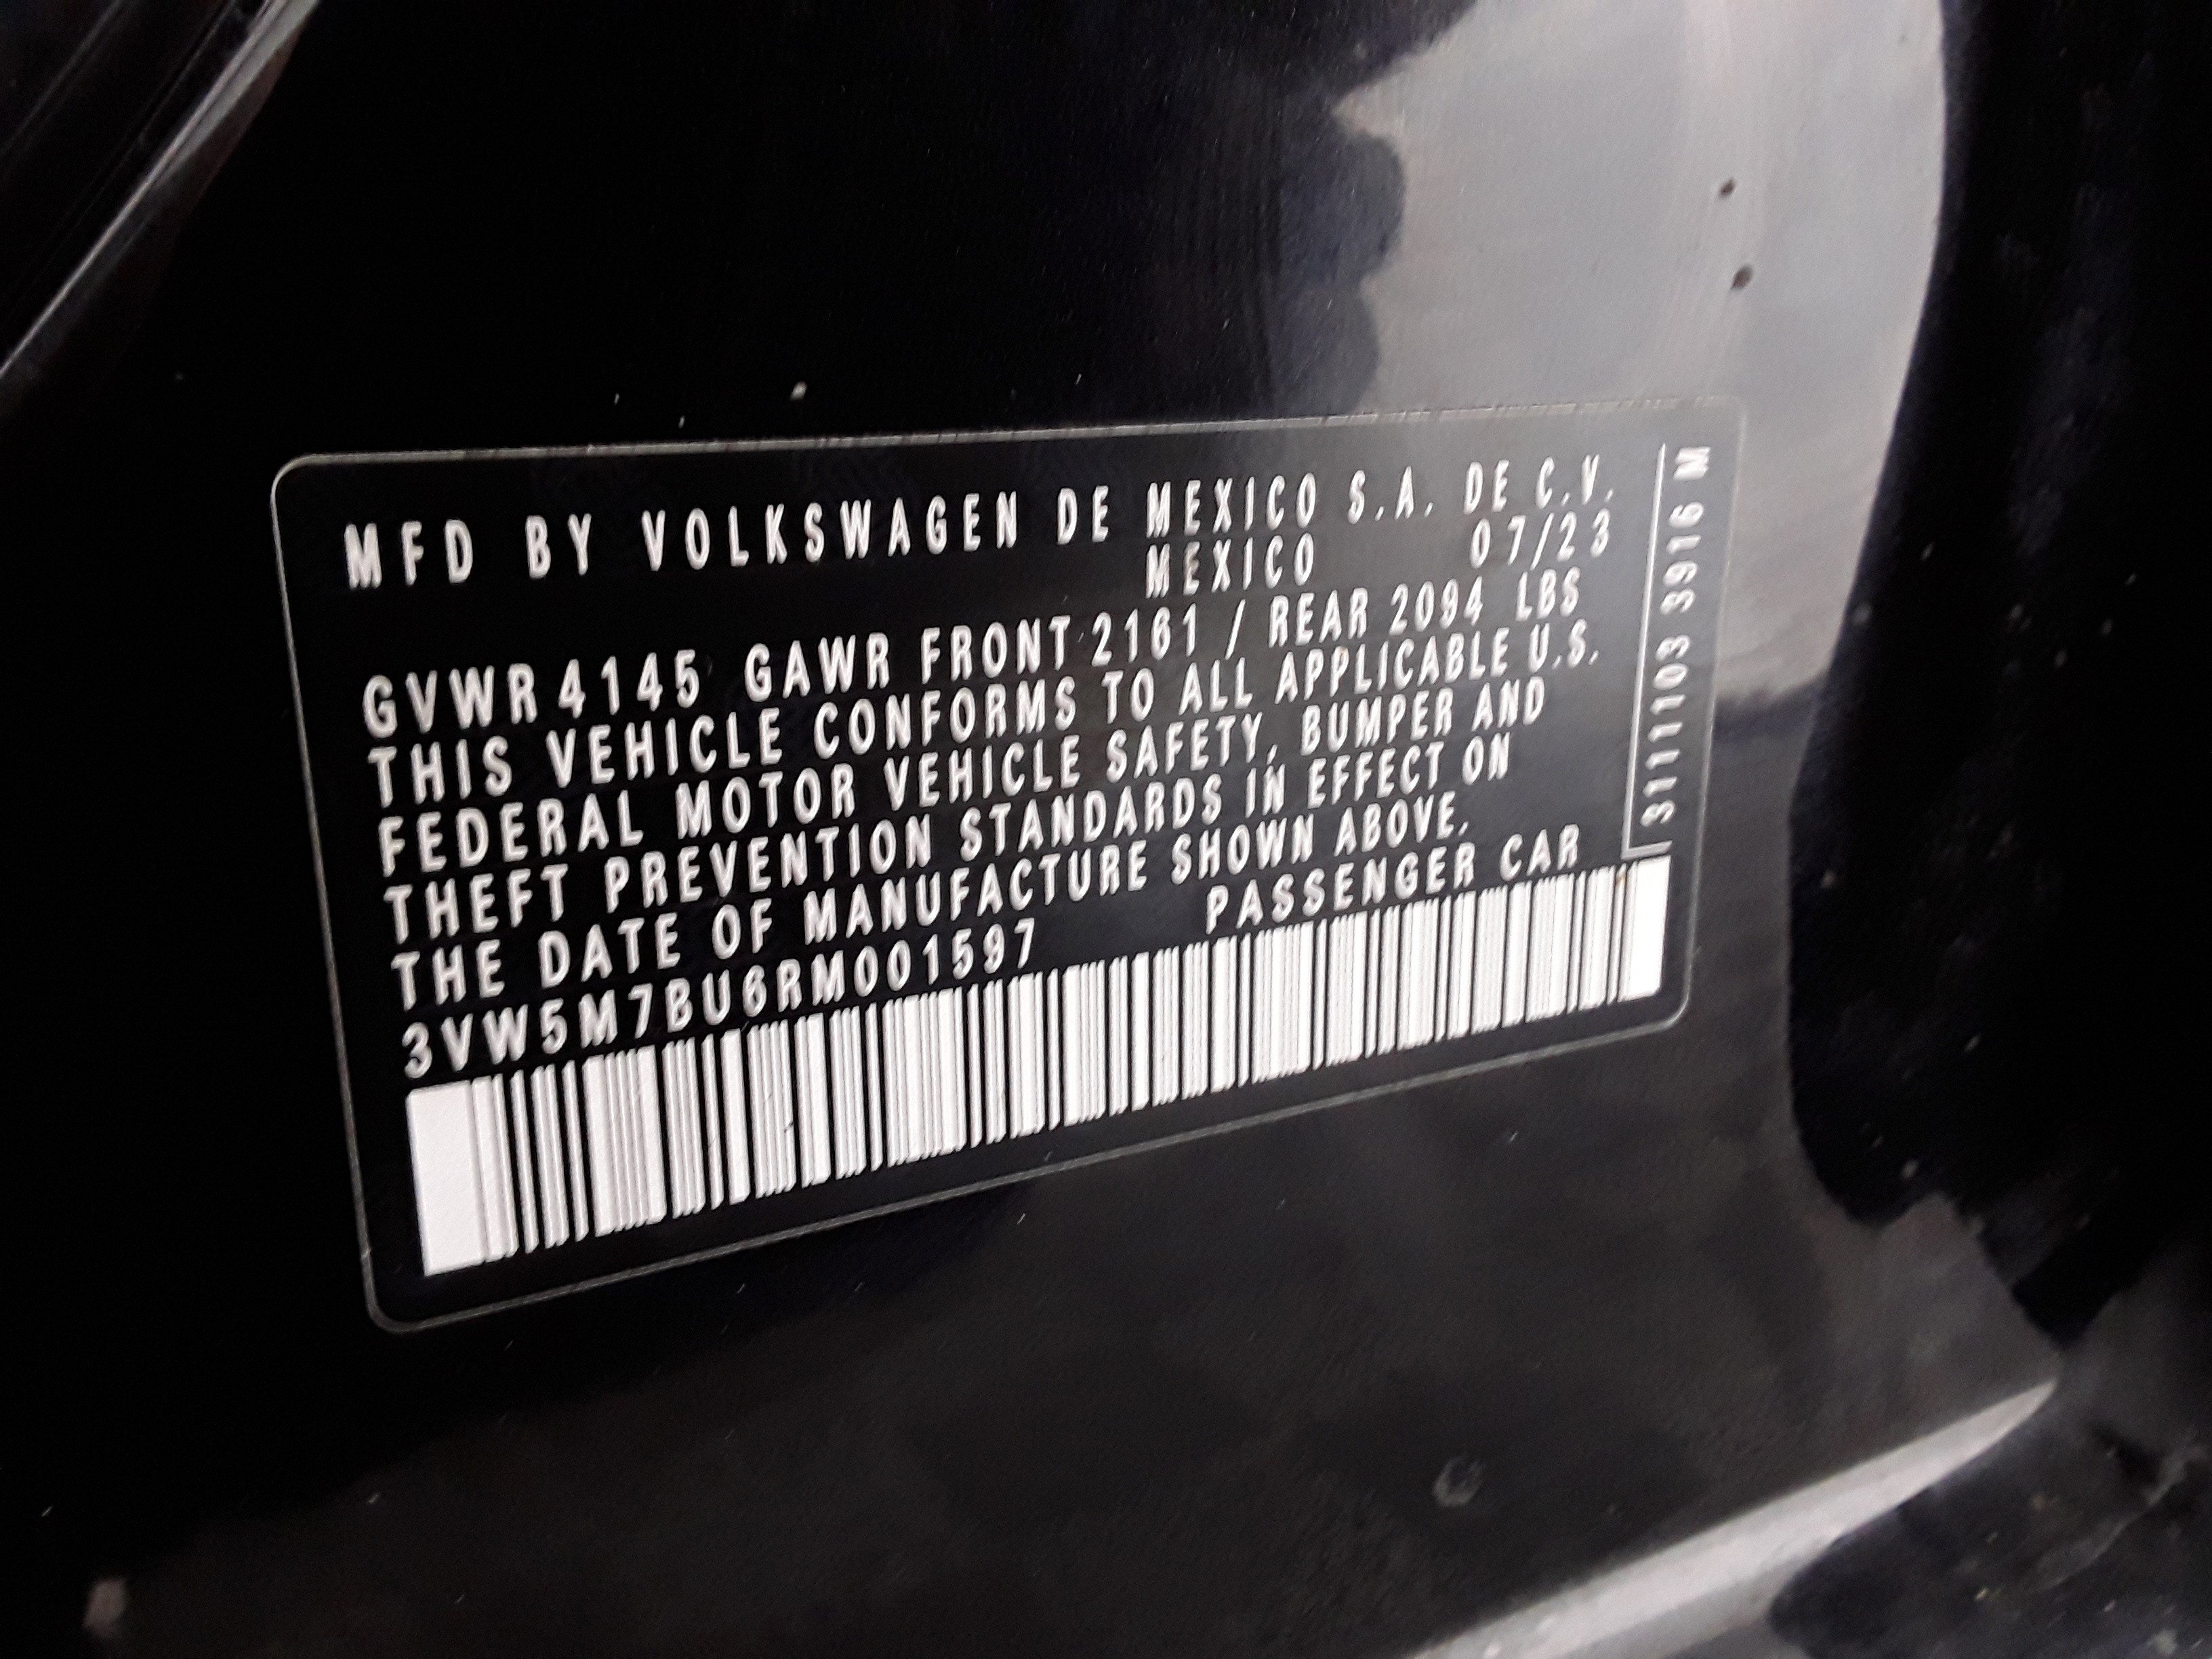 MFD BY VOLKSWAGEN DE MEXICO S.A. DE C.V.
MEXICO 07/23
GVWR 4145 GAWR FRONT 2161 / REAR 2094 LBS
THIS VEHICLE CONFORMS TO ALL APPLICABLE U.S.
FEDERAL MOTOR VEHICLE SAFETY, BUMPER AND
THEFT PREVENTION STANDARDS IN EFFECT ON
THE DATE OF MANUFACTURE SHOWN ABOVE.
3VW5M7BU6RM001597 PASSENGER CAR
3111103 3916 M